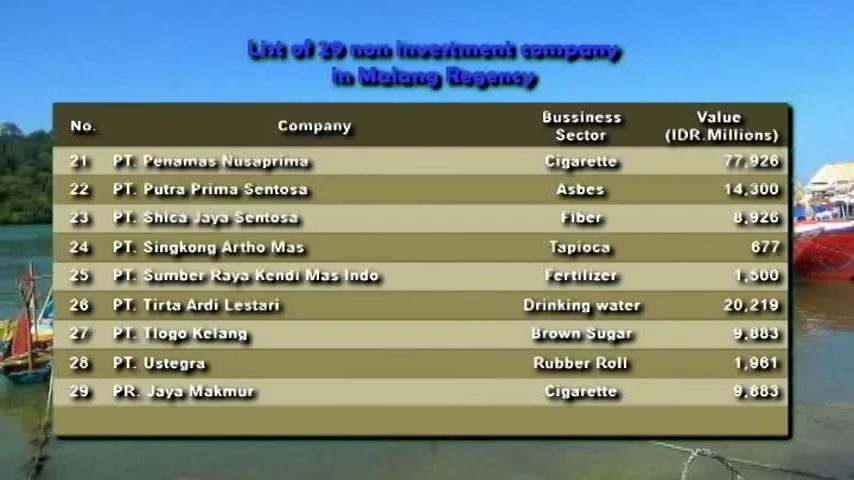 List of 29 non investment company
in Malang Regency
No. Company Bussiness Sector Value (IDR.Millions)
21 PT. Penamas Nusaprima Cigarette 77,926
22 PT. Putra Prima Sentosa Asbes 14,300
23 PT. Shica Jaya Sentosa Fiber 8,926
24 PT. Singkong Artho Mas Tapioca 677
25 PT. Sumber Raya Kendi Mas Indo Fertilizer 1,500
26 PT. Tirta Ardi Lestari Drinking water 20,219
27 PT. Tlogo Kelang Brown Sugar 9,883
28 PT. Ustegra Rubber Roll 1,961
29 PR. Jaya Makmur Cigarette 9,883